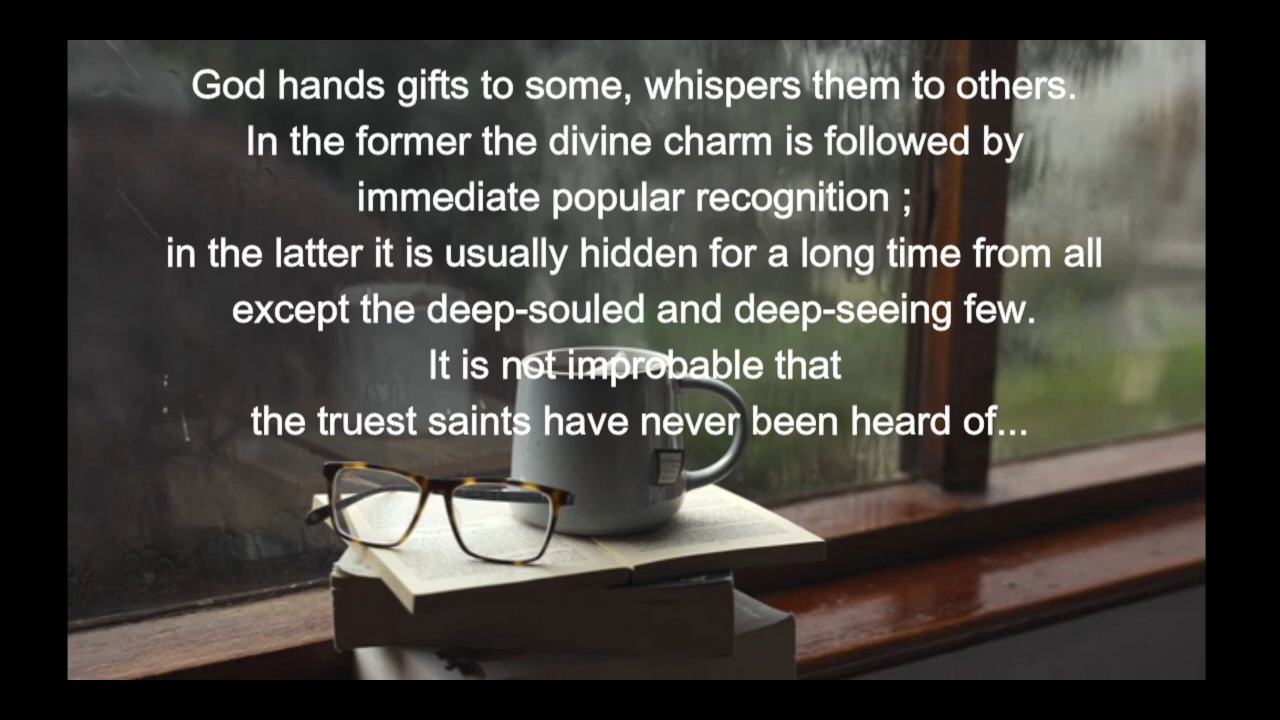 God hands gifts to some, whispers them to others.
In the former the divine charm is followed by
immediate popular recognition ;
in the latter it is usually hidden for a long time from all
except the deep-souled and deep-seeing few.
It is not improbable that
the truest saints have never been heard of...